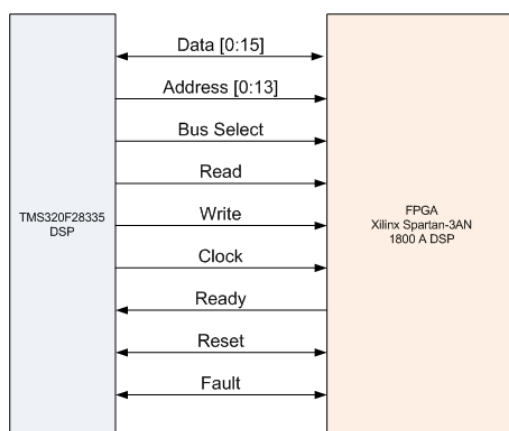 Data [0:15]
Address [0:13]
Bus Select
Read
Write
Clock
Ready
Reset
Fault
TMS320F28335
DSP
FPGA
Xilinx Spartan-3AN
1800 A DSP